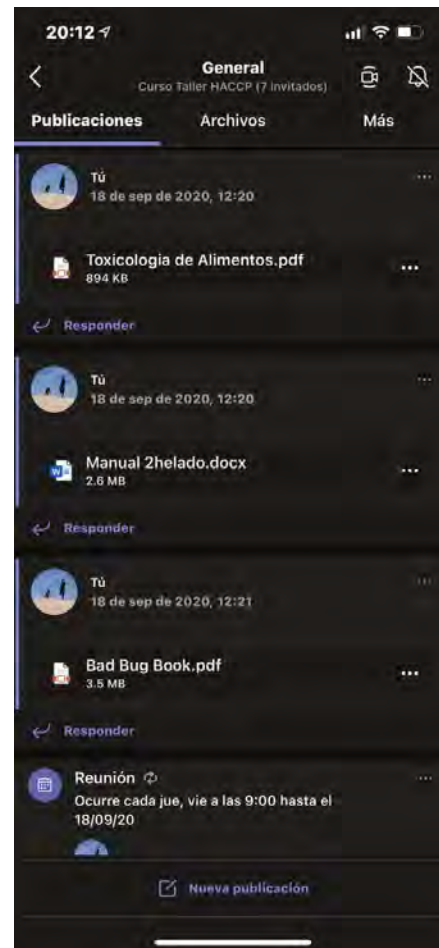 20:12
General
Curso Taller HACCP (7 invitados)
Publicaciones Archivos Más
Tú
18 de sep de 2020, 12:20
Toxicologia de Alimentos.pdf
894 KB
Responder
Tú
18 de sep de 2020, 12:20
Manual 2helado.docx
2.6 MB
Responder
Tú
18 de sep de 2020, 12:21
Bad Bug Book.pdf
3.5 MB
Responder
Reunión
Ocurre cada jue, vie a las 9:00 hasta el
18/09/20
Nueva publicación